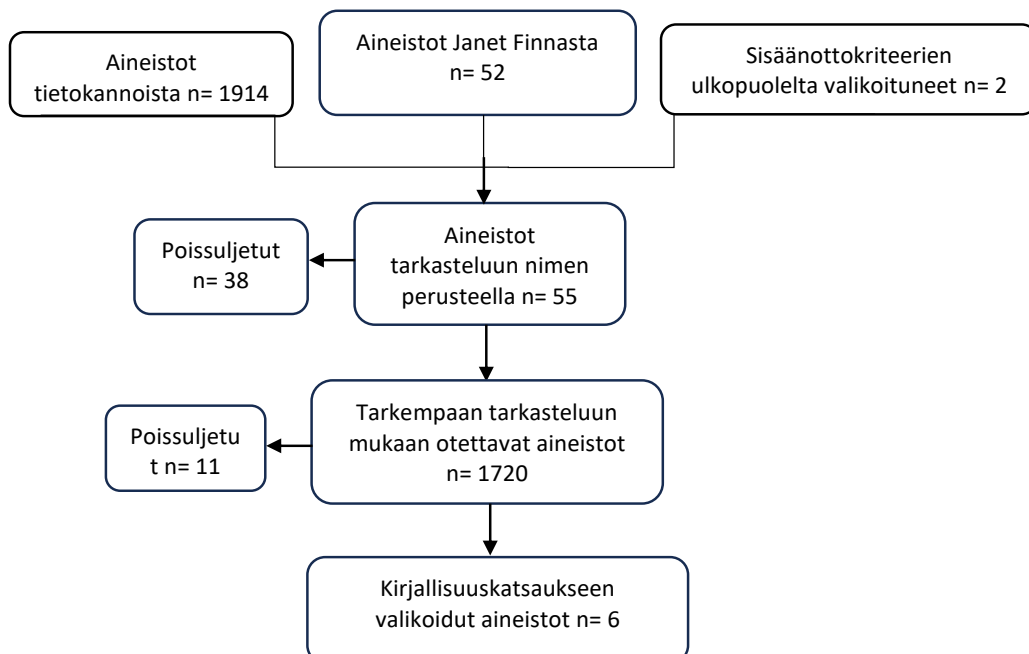 Aineistot
tietokannoista n= 1914
Aineistot Janet Finnasta
n= 52
Sisäänottokriteerien
ulkopuolelta valikoituneet n= 2
Poissuljetut
n= 38
Aineistot
tarkasteluun nimen
perusteella n= 55
Poissuljetu
t n= 11
Tarkempaan tarkasteluun
mukaan otettavat aineistot
n= 1720
Kirjallisuuskatsaukseen
valikoidut aineistot n= 6